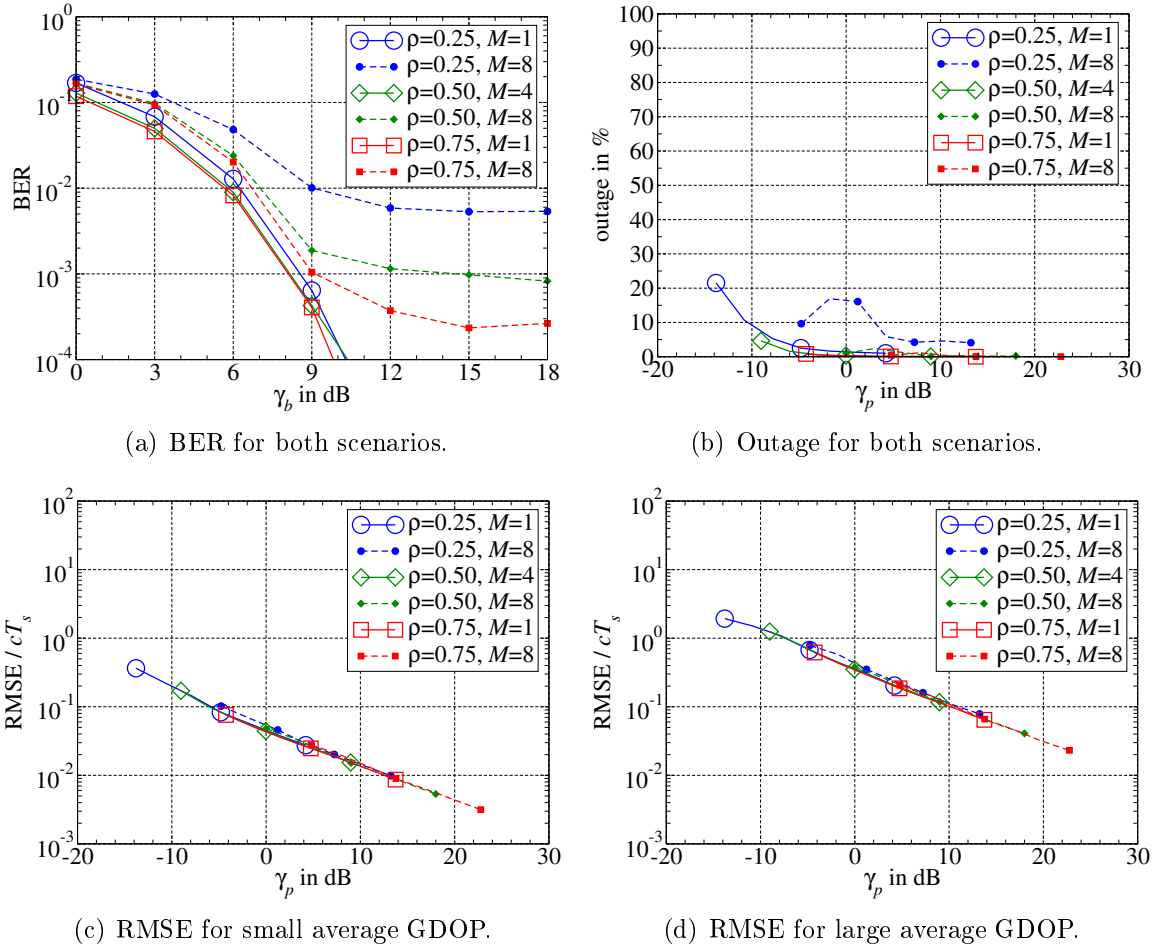 10^0
10^-1
10^-2
10^-3
10^-4
BER
0 3 6 9 12 15 18
γ_b in dB
ρ=0.25, M=1
ρ=0.25, M=8
ρ=0.50, M=4
ρ=0.50, M=8
ρ=0.75, M=1
ρ=0.75, M=8
(a) BER for both scenarios.
100
90
80
70
60
50
40
30
20
10
0
outage in %
-20 -10 0 10 20 30
γ_p in dB
ρ=0.25, M=1
ρ=0.25, M=8
ρ=0.50, M=4
ρ=0.50, M=8
ρ=0.75, M=1
ρ=0.75, M=8
(b) Outage for both scenarios.
10^2
10^1
10^0
10^-1
10^-2
10^-3
RMSE / cT_s
-20 -10 0 10 20 30
γ_p in dB
ρ=0.25, M=1
ρ=0.25, M=8
ρ=0.50, M=4
ρ=0.50, M=8
ρ=0.75, M=1
ρ=0.75, M=8
(c) RMSE for small average GDOP.
10^2
10^1
10^0
10^-1
10^-2
10^-3
RMSE / cT_s
-20 -10 0 10 20 30
γ_p in dB
ρ=0.25, M=1
ρ=0.25, M=8
ρ=0.50, M=4
ρ=0.50, M=8
ρ=0.75, M=1
ρ=0.75, M=8
(d) RMSE for large average GDOP.